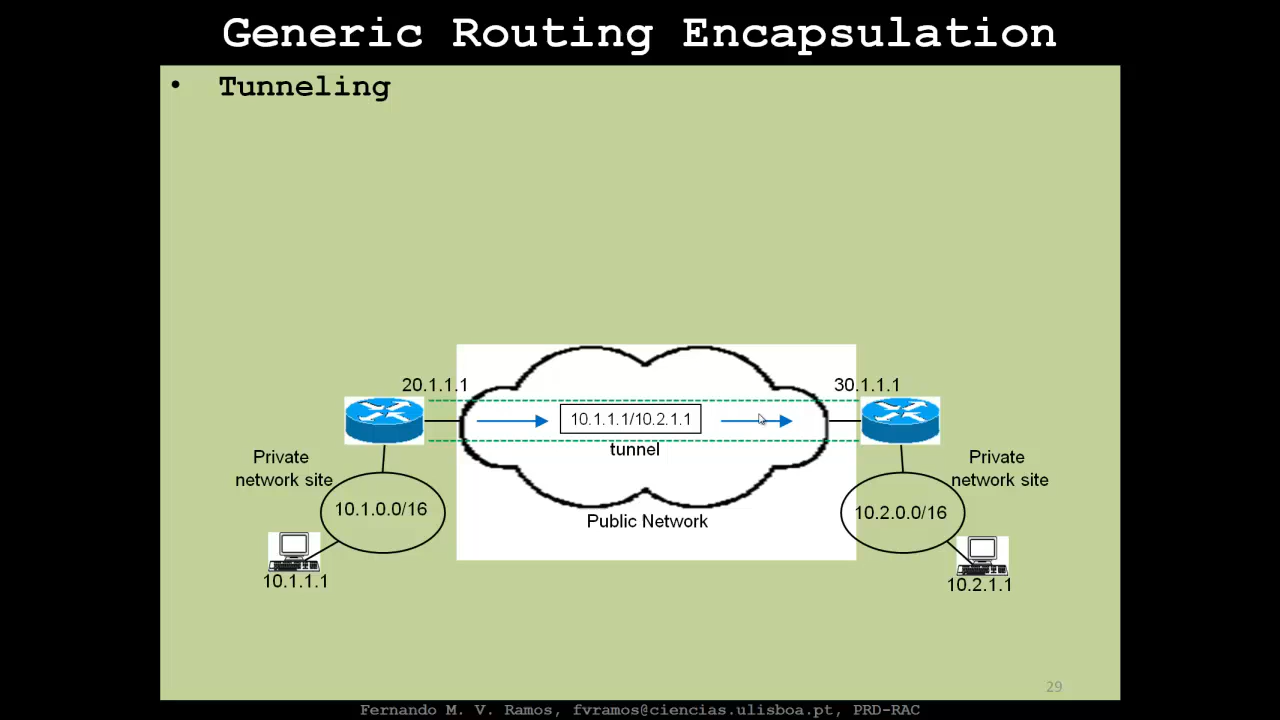 Generic Routing Encapsulation
• Tunneling
20.1.1.1
30.1.1.1
10.1.1.1/10.2.1.1
tunnel
Private
network site
Private
network site
10.1.0.0/16
10.2.0.0/16
Public Network
10.1.1.1
10.2.1.1
29
Fernando M. V. Ramos, fvramos@ciencias.ulisboa.pt, PRD-RAC